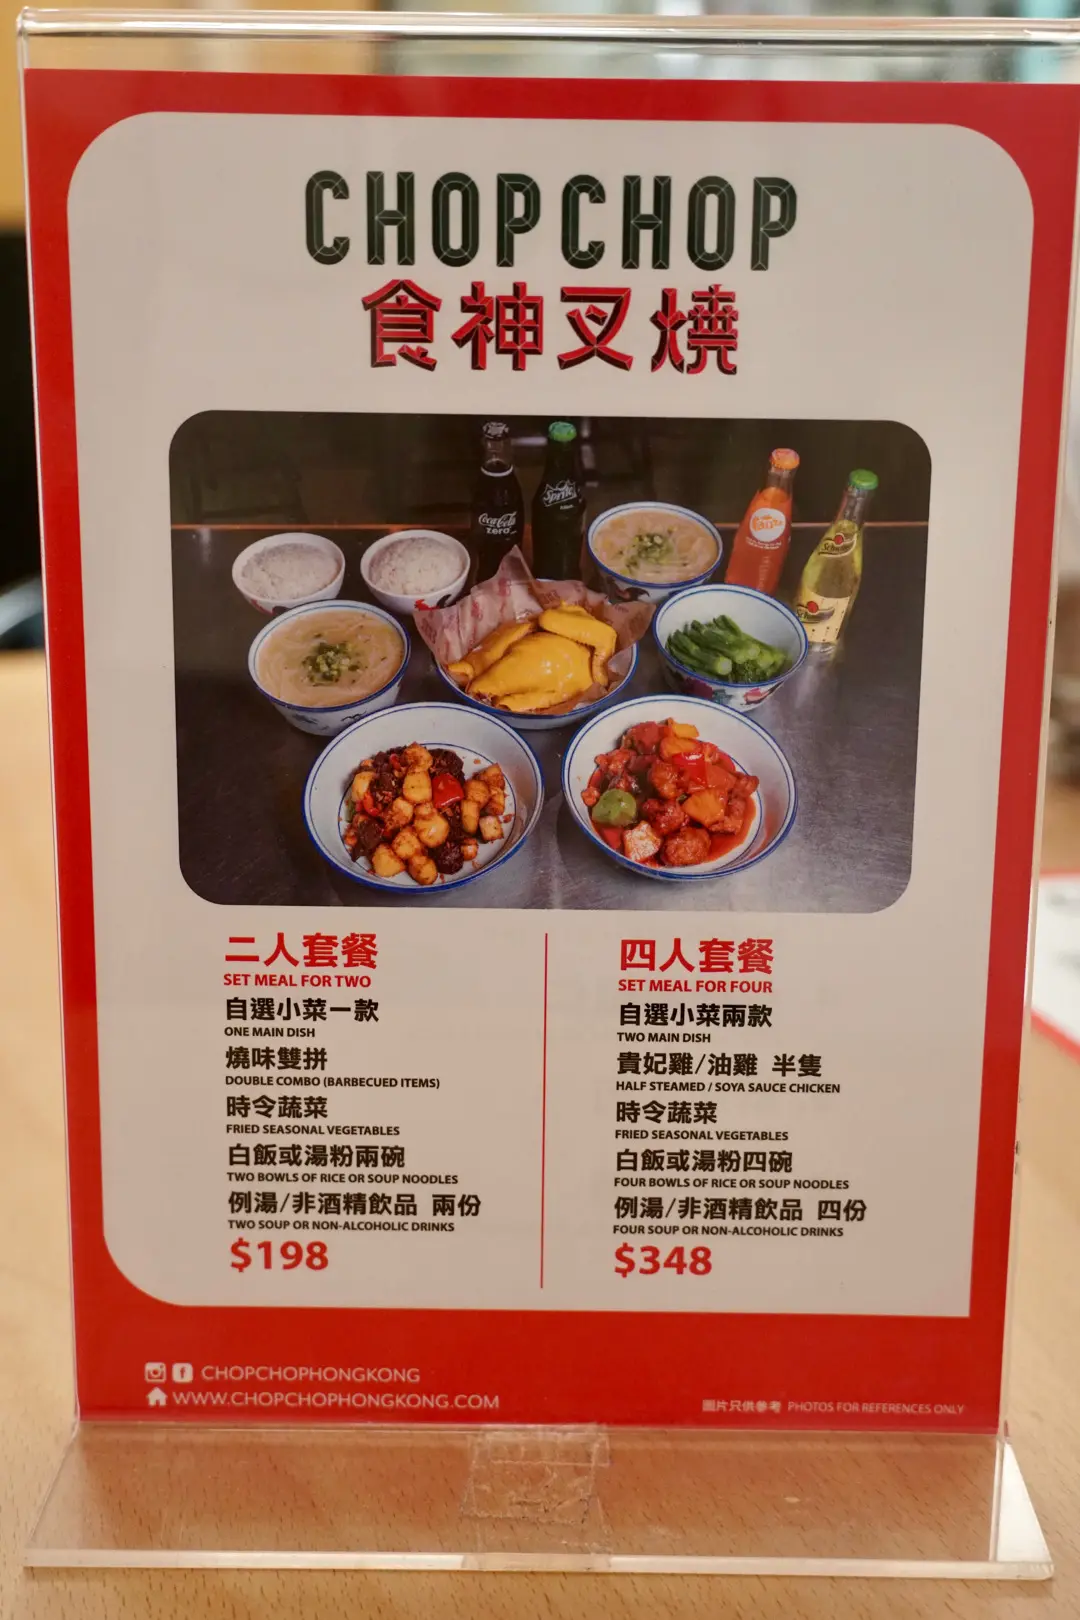 CHOPCHOP
食神叉燒
Coca-Cola
zero
Sprite
Fanta
二人套餐
SET MEAL FOR TWO
自選小菜一款
ONE MAIN DISH
燒味雙拼
DOUBLE COMBO (BARBECUED ITEMS)
時令蔬菜
FRIED SEASONAL VEGETABLES
白飯或湯粉兩碗
TWO BOWLS OF RICE OR SOUP NOODLES
例湯/非酒精飲品 兩份
TWO SOUP OR NON-ALCOHOLIC DRINKS
$198
四人套餐
SET MEAL FOR FOUR
自選小菜兩款
TWO MAIN DISH
貴妃雞/油雞 半隻
HALF STEAMED / SOYA SAUCE CHICKEN
時令蔬菜
FRIED SEASONAL VEGETABLES
白飯或湯粉四碗
FOUR BOWLS OF RICE OR SOUP NOODLES
例湯/非酒精飲品 四份
FOUR SOUP OR NON-ALCOHOLIC DRINKS
$348
CHOPCHOPHONGKONG
WWW.CHOPCHOPHONGKONG.COM
圖片只供參考 PHOTOS FOR REFERENCES ONLY